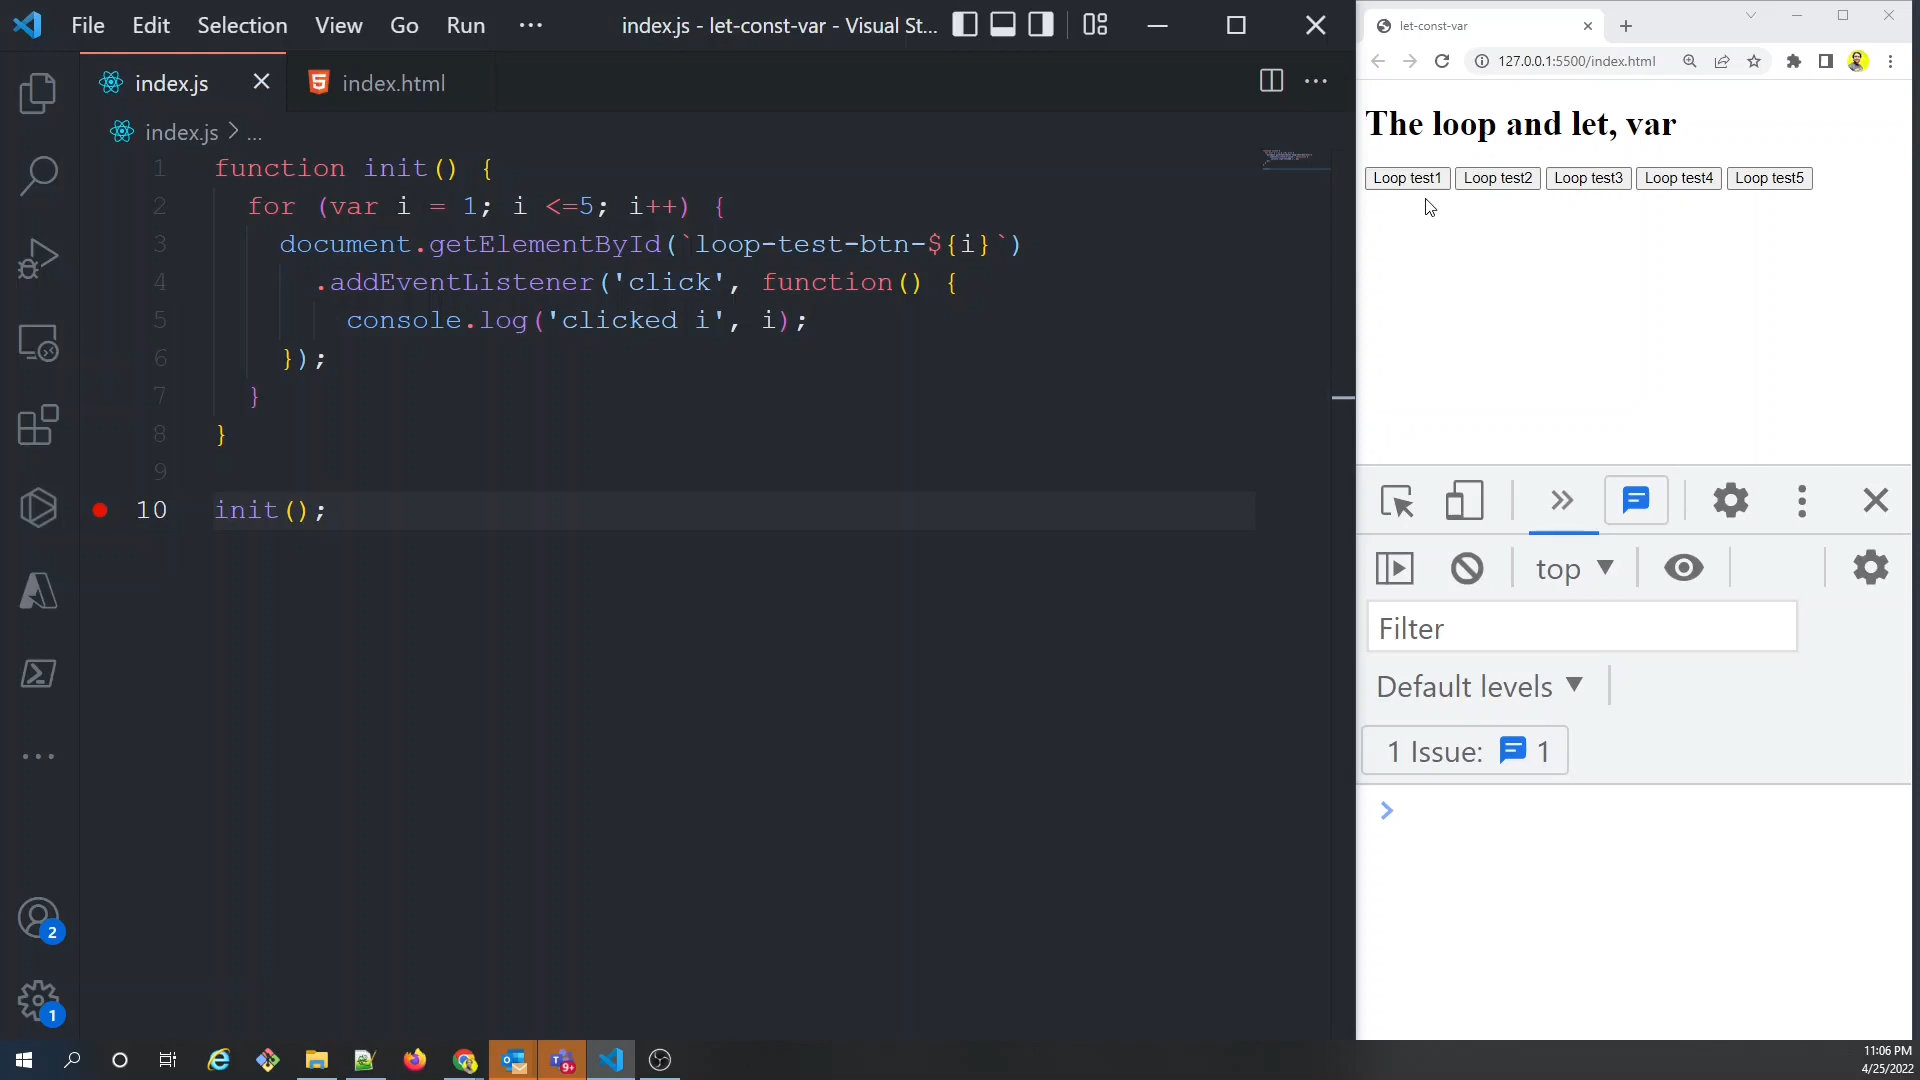 File Edit Selection View Go Run ··· index.js - let-const-var - Visual St...
index.js index.html
index.js > ...
1 function init() {
2 for (var i = 1; i <=5; i++) {
3 document.getElementById(`loop-test-btn-${i}`)
4 .addEventListener('click', function() {
5 console.log('clicked i', i);
6 });
7 }
8 }
9
10 init();
2
1
let-const-var
127.0.0.1:5500/index.html
The loop and let, var
Loop test1 Loop test2 Loop test3 Loop test4 Loop test5
top
Filter
Default levels
1 Issue: 1
9+
11:06 PM
4/25/2022